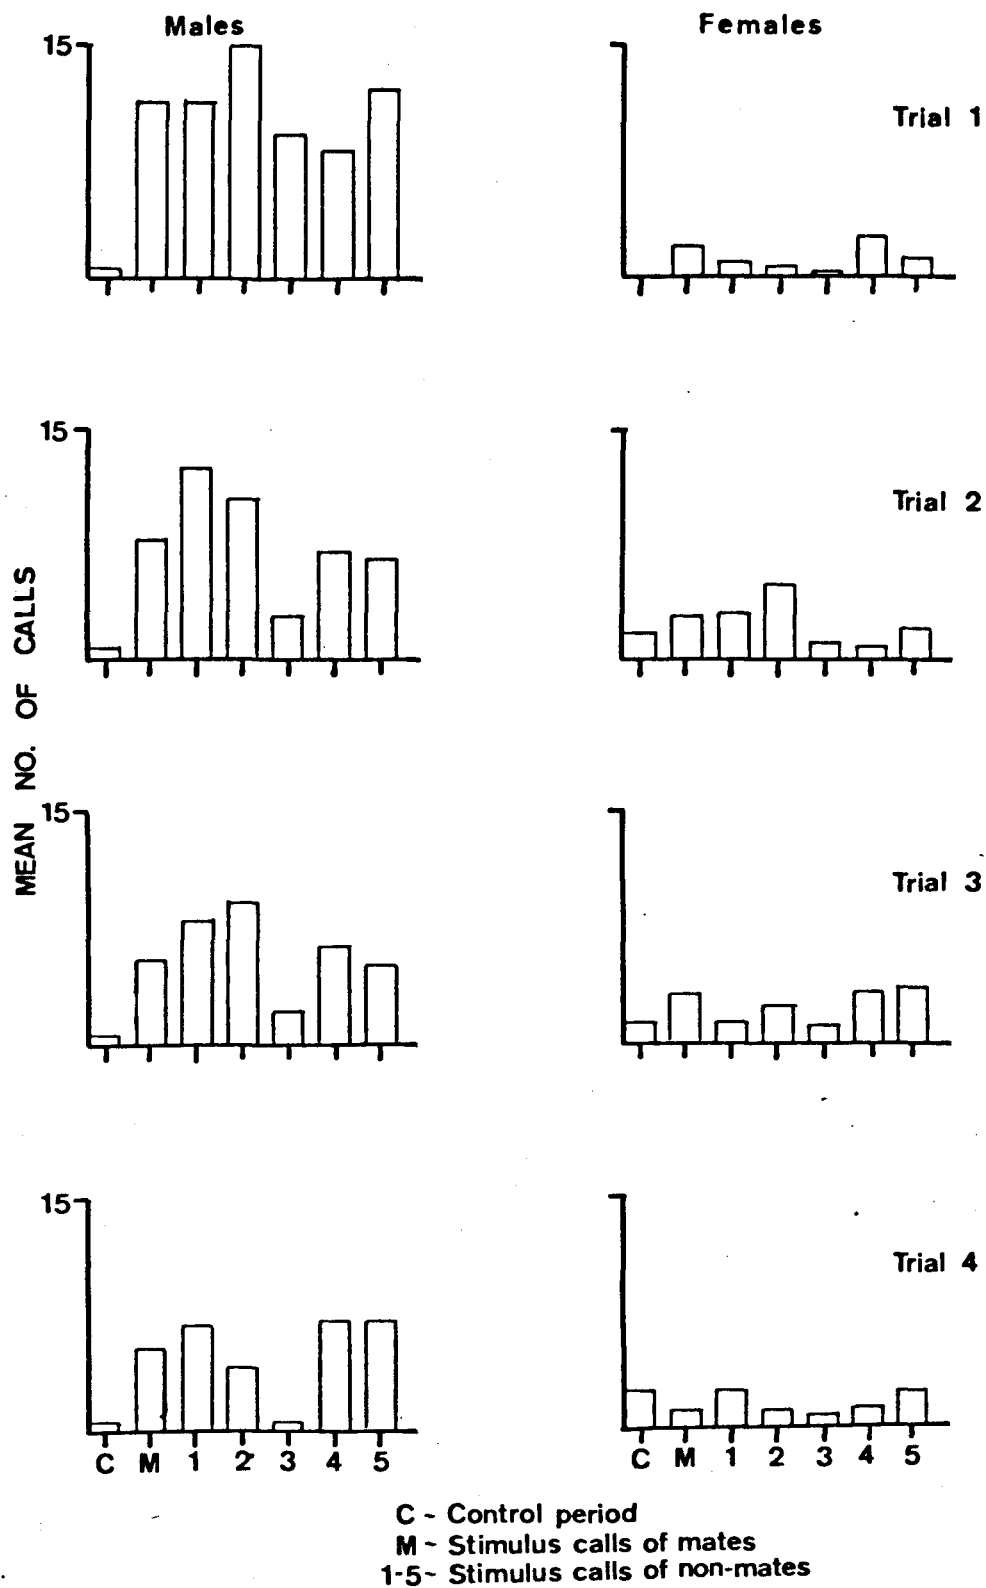 Males
Females
15
Trial 1
15
Trial 2
MEAN NO. OF CALLS
15
Trial 3
15
Trial 4
C M 1 2 3 4 5
C M 1 2 3 4 5
C ~ Control period
M ~ Stimulus calls of mates
1-5~ Stimulus calls of non-mates